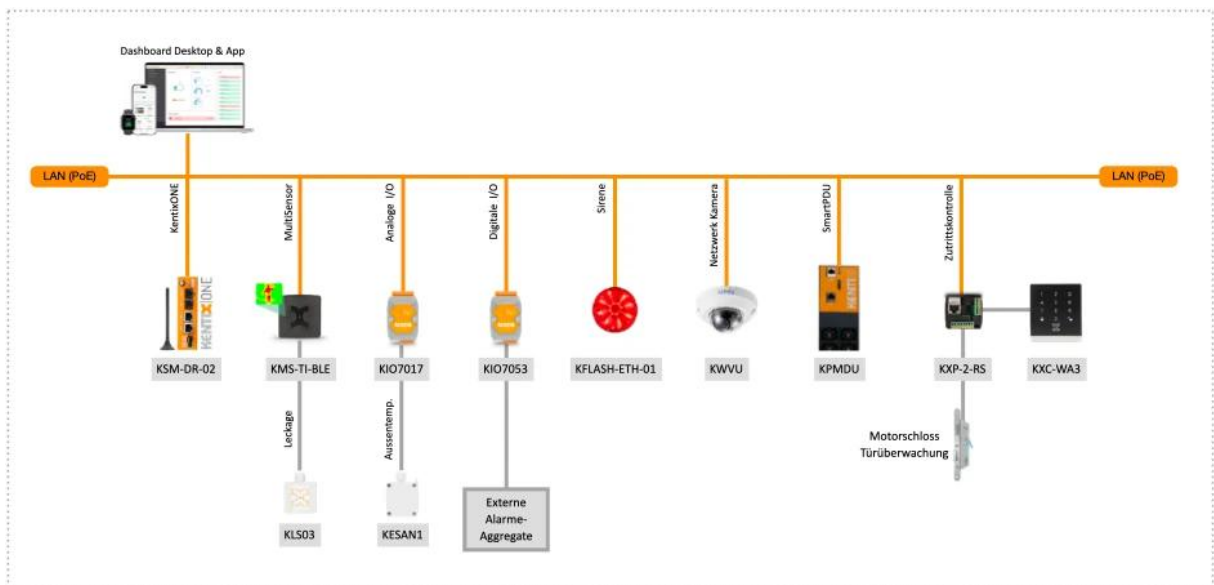 Dashboard Desktop & App
LAN (PoE)
LAN (PoE)
KentixONE
MultiSensor
Analoge I/O
Digitale I/O
Sirene
Netzwerk Kamera
SmartPDU
Zutrittskontrolle
KENTIXONE
KSM-DR-02
KMS-TI-BLE
KIO7017
KIO7053
KFLASH-ETH-01
KWVU
KPMDU
KXP-2-RS
KXC-WA3
Leckage
Aussentemp.
Motorschloss
Türüberwachung
KLS03
KESAN1
Externe
Alarme-
Aggregate